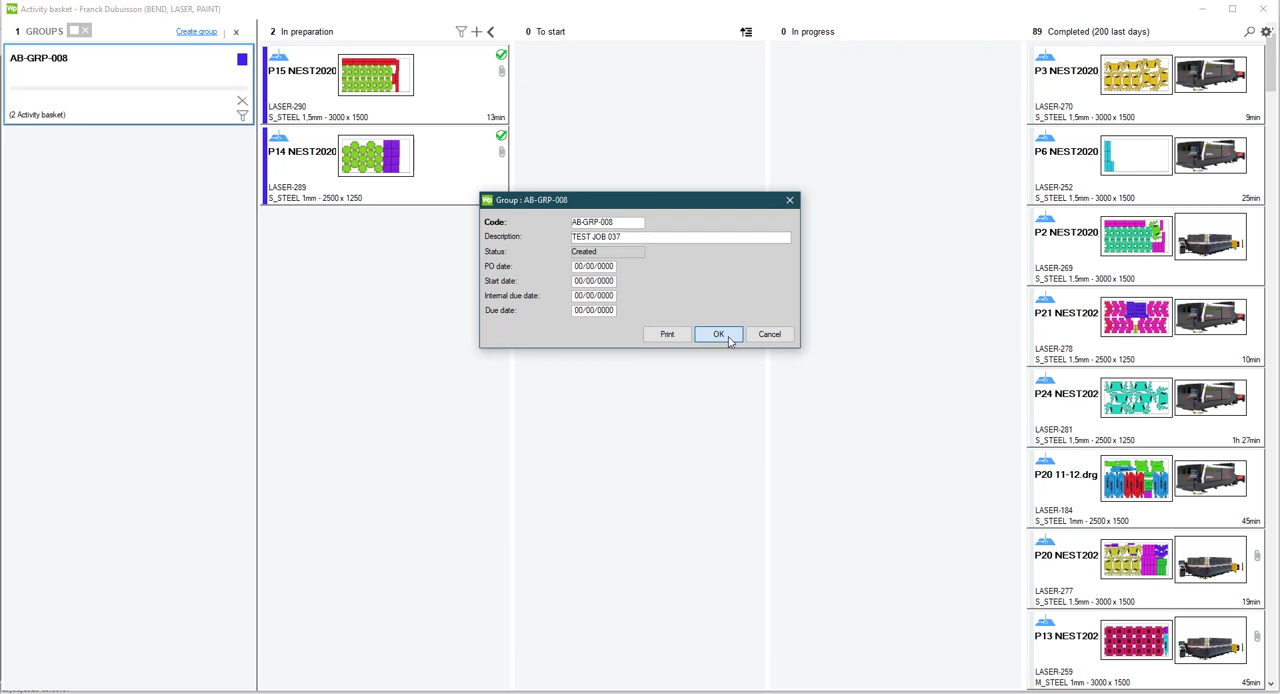 Wp Activity basket - Franck Dubuisson (BEND, LASER, PAINT)
1 GROUPS
Create group
x
AB-GRP-008
(2 Activity basket)
2 In preparation
P15 NEST2020
LASER-290
S_STEEL 1,5mm - 3000 x 1500
13min
P14 NEST2020
LASER-289
S_STEEL 1mm - 2500 x 1250
0 To start
0 In progress
Wp Group : AB-GRP-008
Code: AB-GRP-008
Description: TEST JOB 037
Status: Created
PO date: 00/00/0000
Start date: 00/00/0000
Internal due date: 00/00/0000
Due date: 00/00/0000
Print OK Cancel
89 Completed (200 last days)
P3 NEST2020
LASER-270
S_STEEL 1,5mm - 3000 x 1500
9min
P6 NEST2020
LASER-252
S_STEEL 1,5mm - 3000 x 1500
25min
P2 NEST2020
LASER-269
S_STEEL 1,5mm - 3000 x 1500
P21 NEST202
LASER-278
S_STEEL 1,5mm - 2500 x 1250
10min
P24 NEST202
LASER-281
S_STEEL 1,5mm - 2500 x 1250
1h 27min
P20 11-12.drg
LASER-184
S_STEEL 1mm - 2500 x 1500
45min
P20 NEST202
LASER-277
S_STEEL 1,5mm - 3000 x 1500
19min
P13 NEST202
LASER-259
M_STEEL 1mm - 3000 x 1500
45min